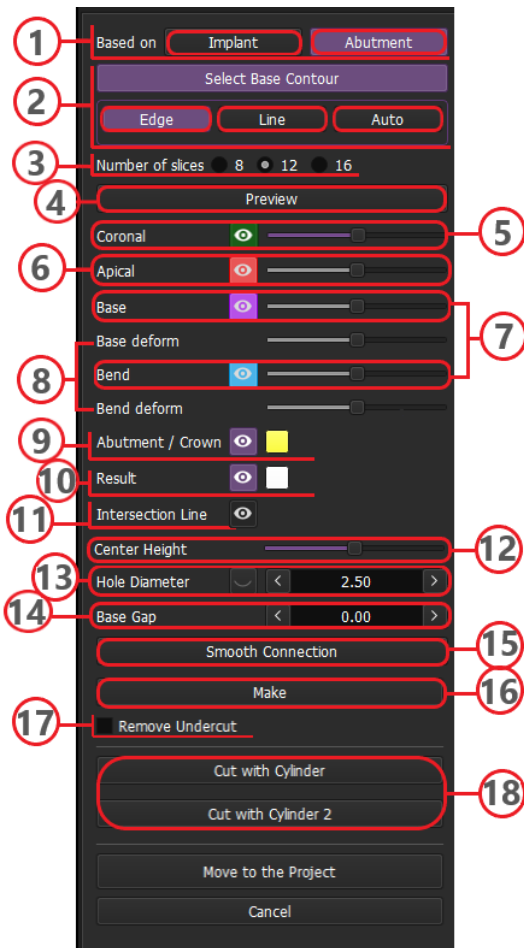 1 Based on Implant Abutment
Select Base Contour
2 Edge Line Auto
3 Number of slices 8 12 16
4 Preview
Coronal 5
6 Apical
Base
7
Base deform
8 Bend
Bend deform
9 Abutment / Crown
10 Result
11 Intersection Line
Center Height 12
13 Hole Diameter < 2.50 >
14 Base Gap < 0.00 >
Smooth Connection 15
Make 16
17 Remove Undercut
Cut with Cylinder
18
Cut with Cylinder 2
Move to the Project
Cancel